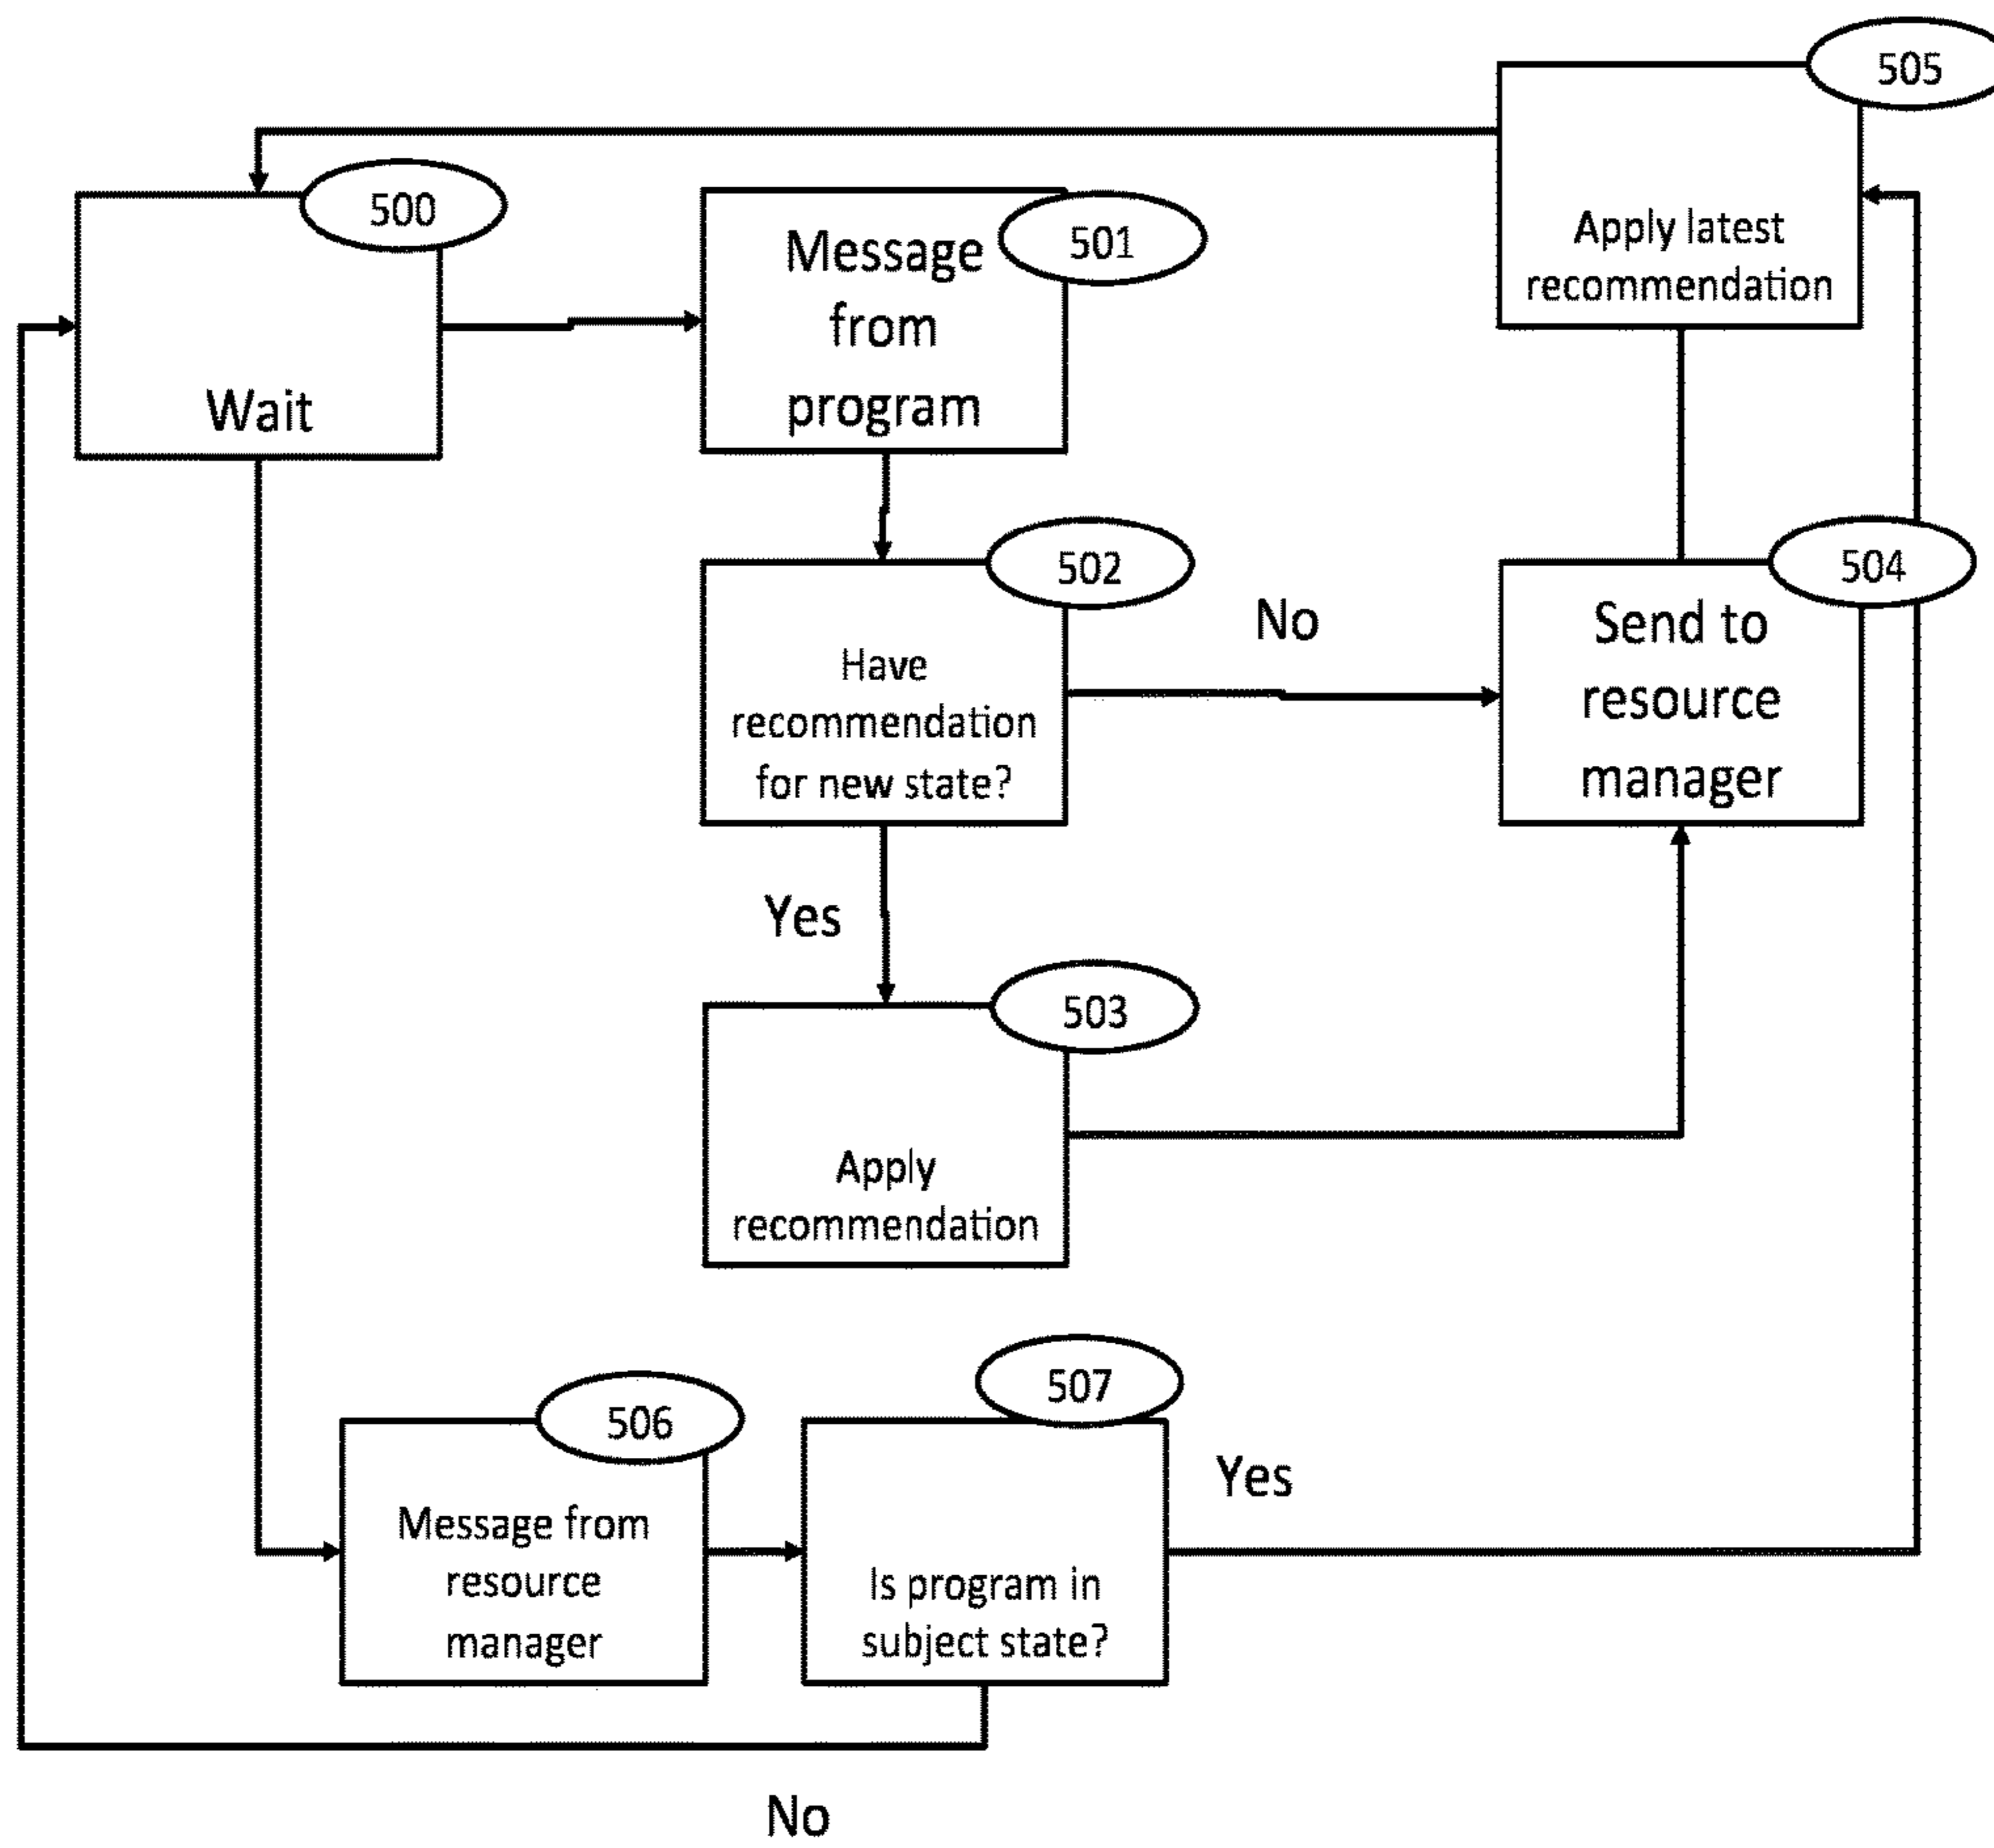 505
500
Wait
501
Message
from
program
Apply latest
recommendation
502
Have
recommendation
for new state?
No
504
Send to
resource
manager
Yes
503
Apply
recommendation
506
Message from
resource
manager
507
Is program in
subject state?
Yes
No